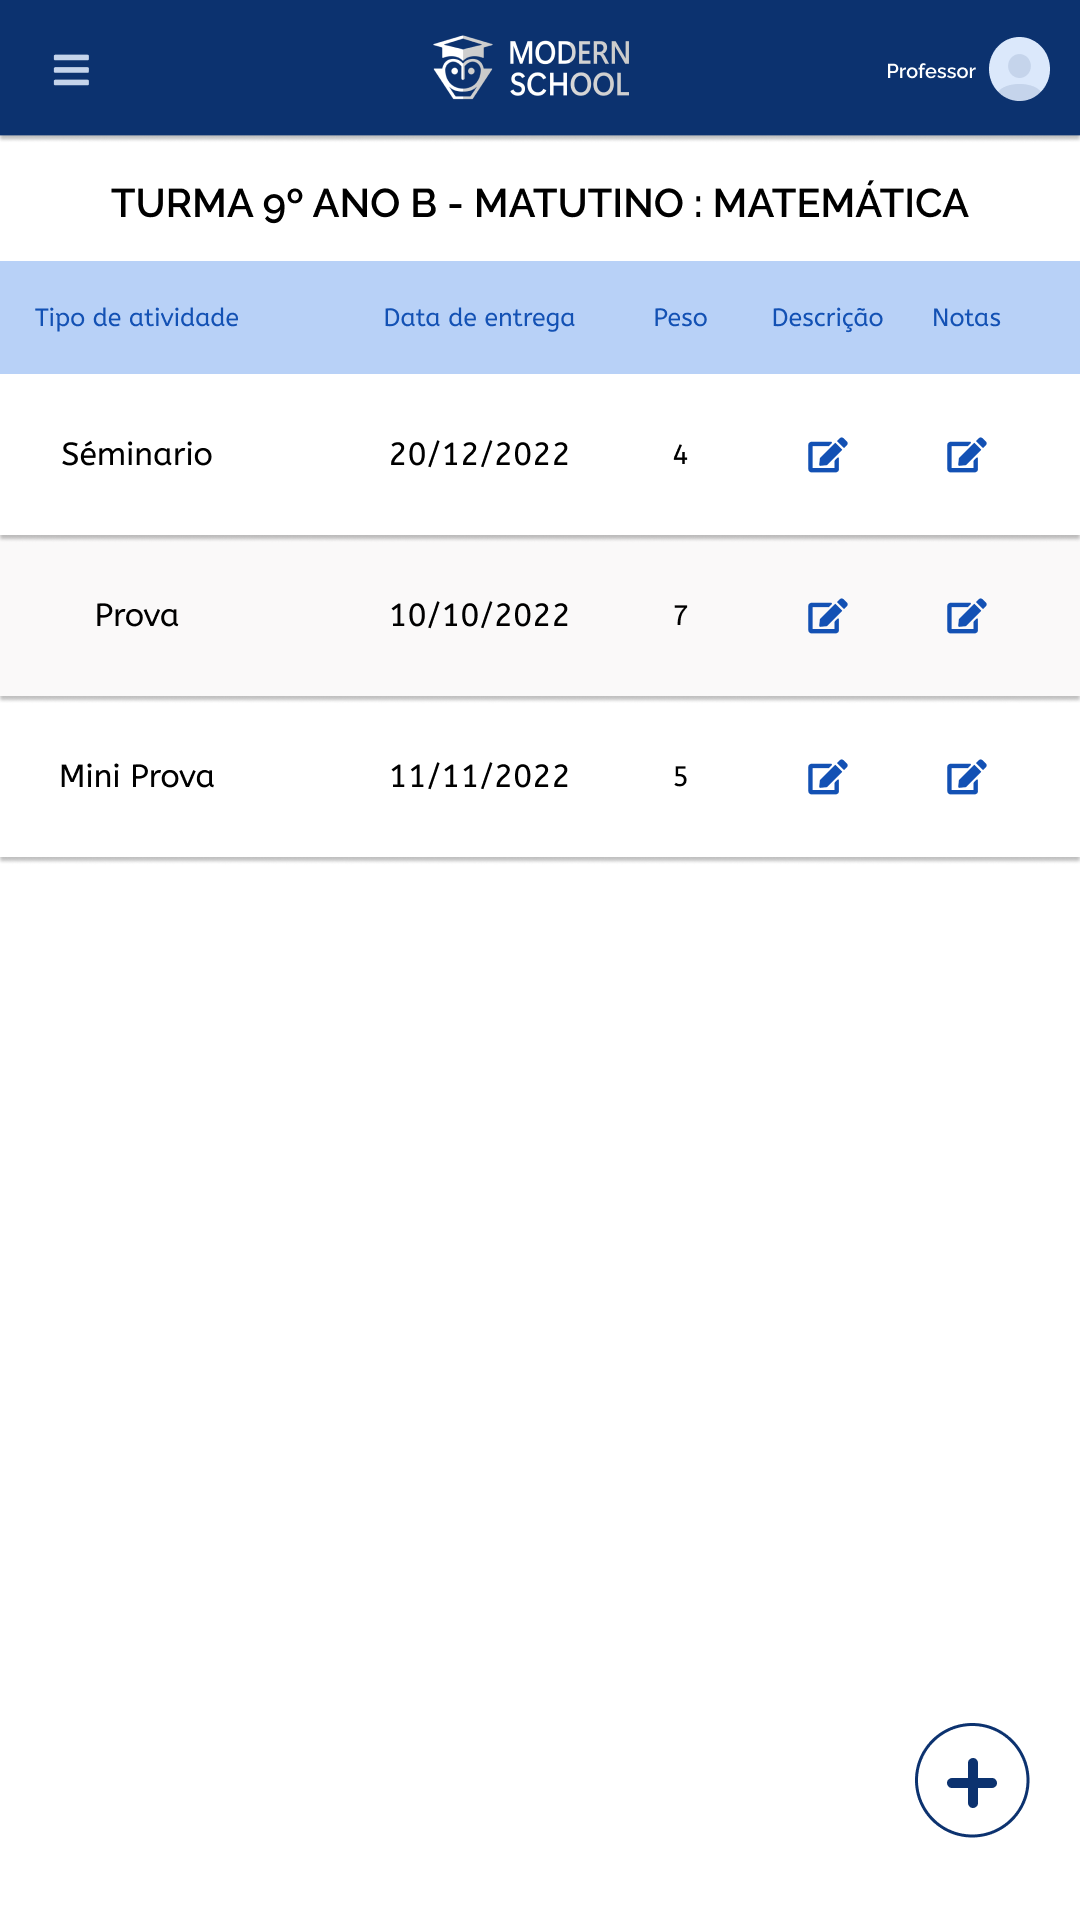 MODERN
SCHOOL
Professor
TURMA 9º ANO B - MATUTINO : MATEMÁTICA
Tipo de atividade Data de entrega Peso Descrição Notas
Séminario 20/12/2022 4
Prova 10/10/2022 7
Mini Prova 11/11/2022 5